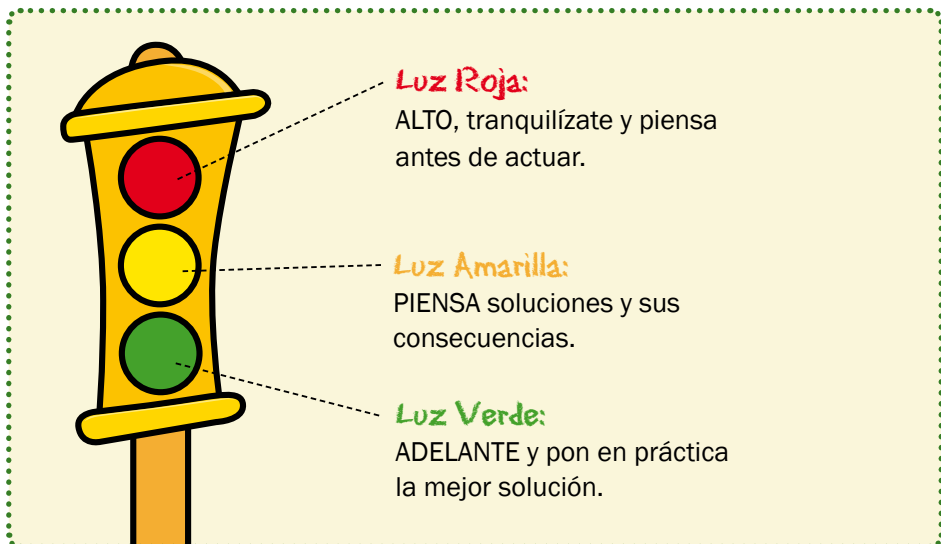 Luz Roja:
ALTO, tranquilízate y piensa
antes de actuar.
Luz Amarilla:
PIENSA soluciones y sus
consecuencias.
Luz Verde:
ADELANTE y pon en práctica
la mejor solución.